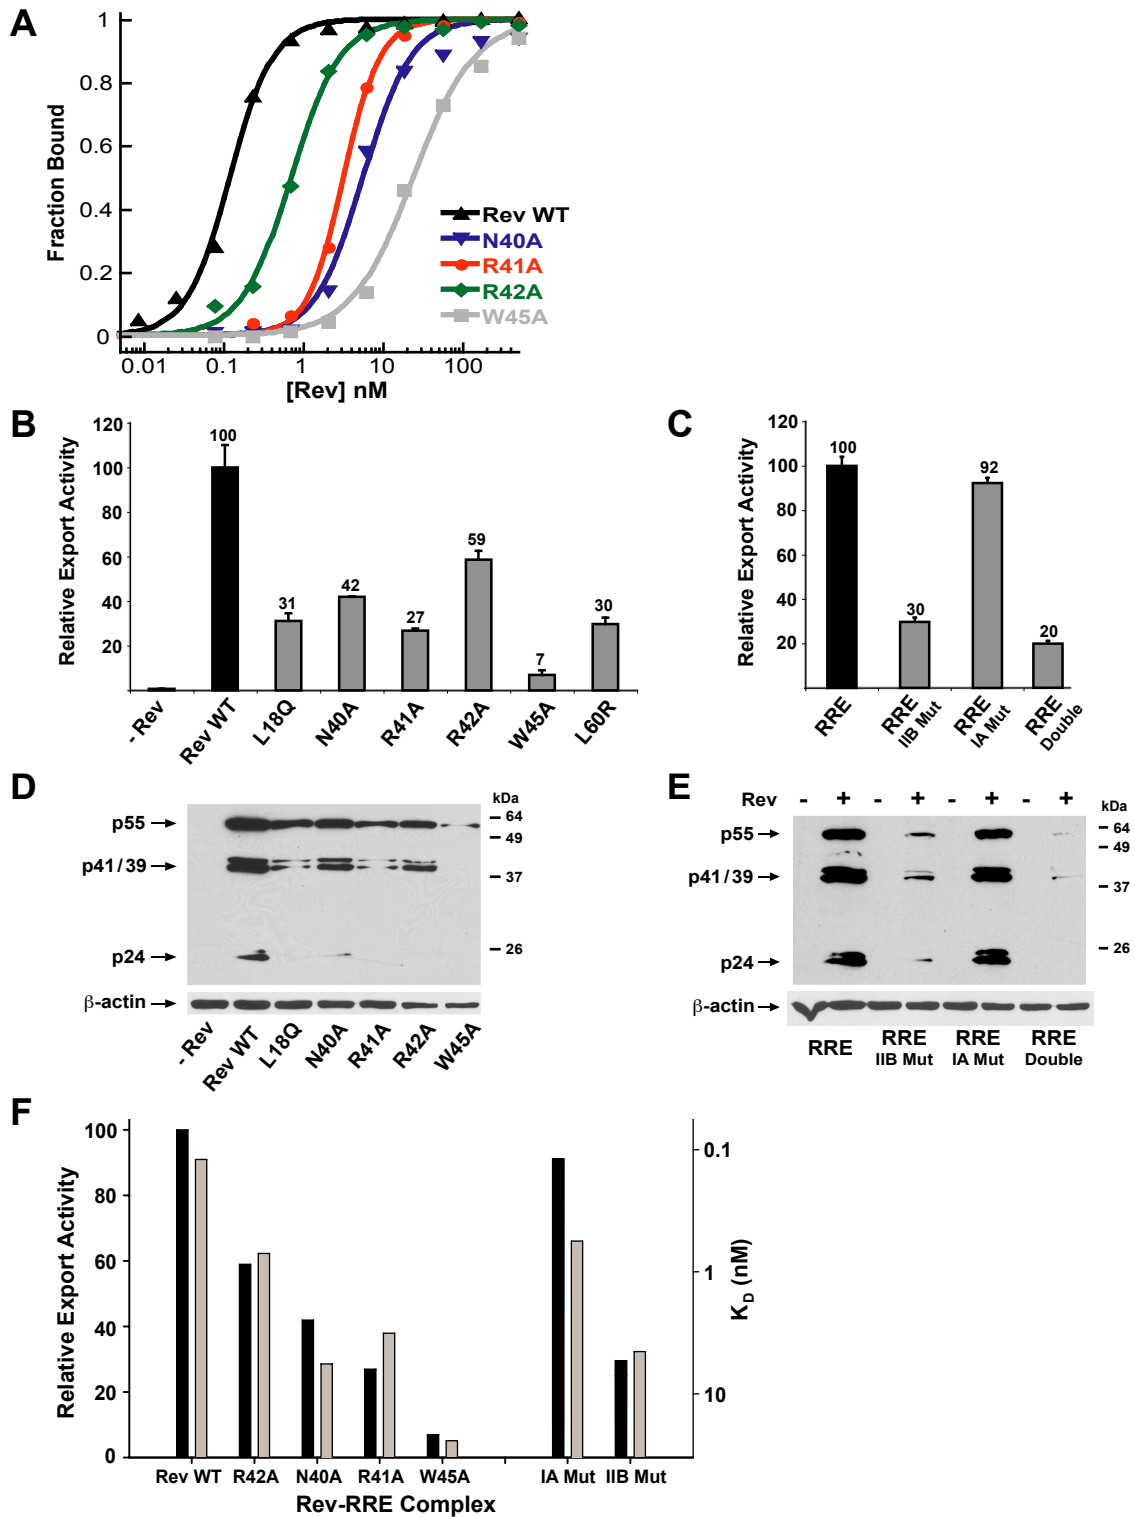 A
1
0.8
0.6
0.4
0.2
0
Fraction Bound
0.01
0.1
1
10
100
[Rev] nM
Rev WT
N40A
R41A
R42A
W45A
B
120
100
80
60
40
20
Relative Export Activity
100
31
42
27
59
7
30
- Rev
Rev WT
L18Q
N40A
R41A
R42A
W45A
L60R
C
120
100
80
60
40
20
Relative Export Activity
100
30
92
20
RRE
RRE
IIB Mut
RRE
IA Mut
RRE
Double
D
kDa
p55
64
49
p41/39
37
26
p24
β-actin
- Rev
Rev WT
L18Q
N40A
R41A
R42A
W45A
E
Rev - + - + - + - +
kDa
p55
64
49
p41/39
37
26
p24
β-actin
RRE
RRE
IIB Mut
RRE
IA Mut
RRE
Double
F
100
80
60
40
20
0
Relative Export Activity
0.1
1
10
KD (nM)
Rev WT
R42A
N40A
R41A
W45A
IA Mut
IIB Mut
Rev-RRE Complex